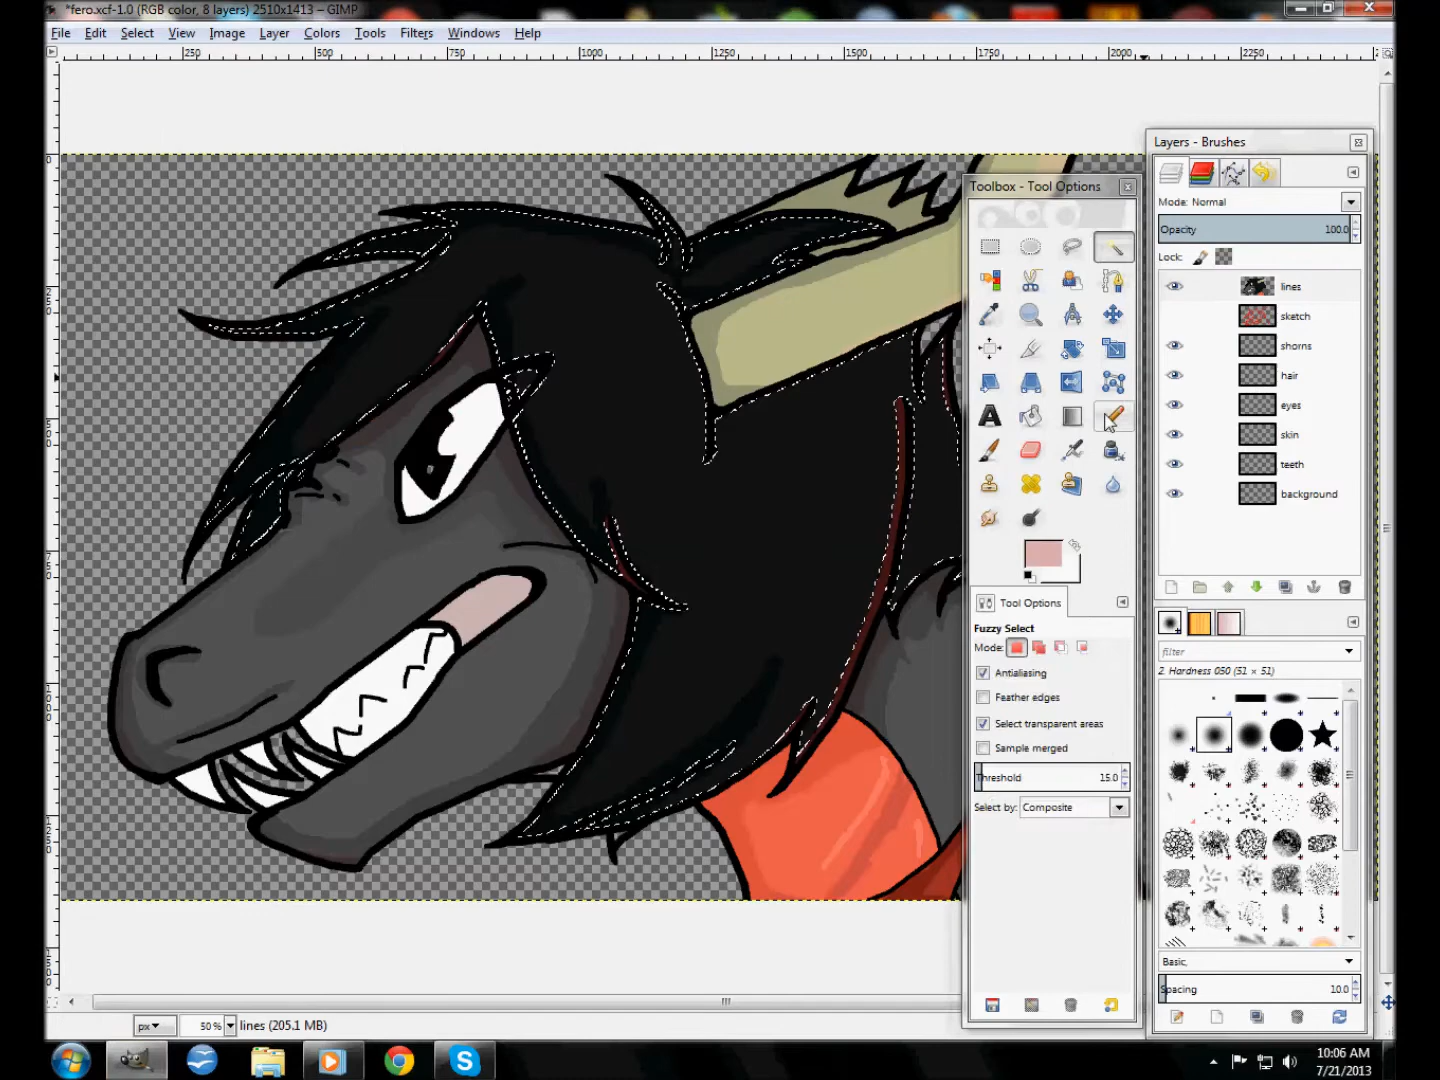 *fero.xcf-1.0 (RGB color, 8 layers) 2510x1413 – GIMP
File Edit Select View Image Layer Colors Tools Filters Windows Help
250 500 750 1000 1250 1500 1750 2000 2250
Layers - Brushes
Toolbox - Tool Options
Mode: Normal
Opacity 100.0
Lock:
lines
sketch
shorns
hair
eyes
skin
teeth
background
Tool Options
Fuzzy Select
Mode:
Antialiasing
Feather edges
Select transparent areas
Sample merged
Threshold 15.0
Select by: Composite
filter
2. Hardness 050 (51 × 51)
Basic,
Spacing 10.0
px 50 % lines (205.1 MB)
10:06 AM
7/21/2013